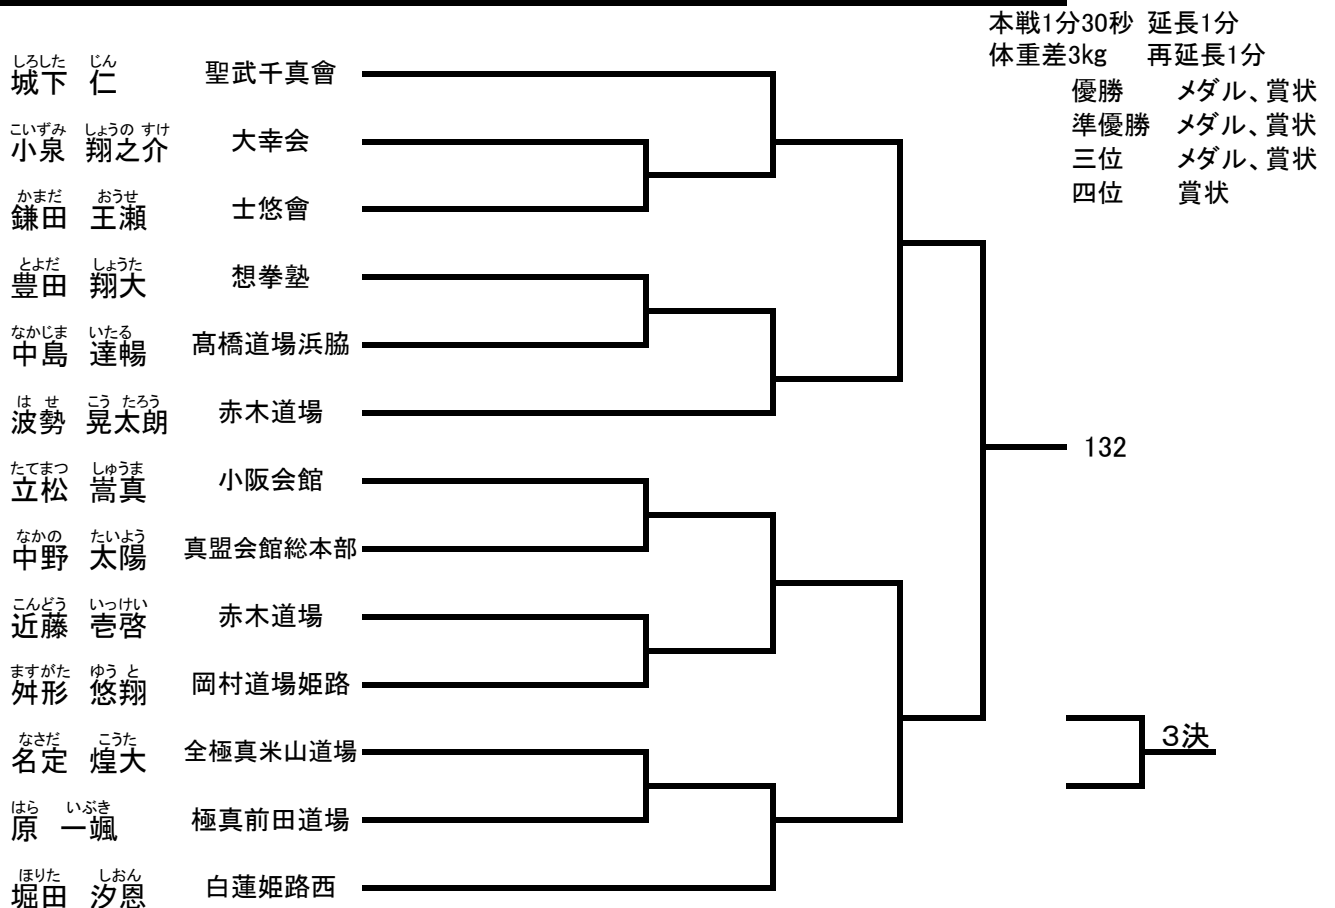 本戦1分30秒 延長1分
体重差3kg 再延長1分
優勝 メダル、賞状
準優勝 メダル、賞状
三位 メダル、賞状
四位 賞状
しろした じん
城下 仁 聖武千真會
こいずみ しょうの すけ
小泉 翔之介 大幸会
かまだ おうせ
鎌田 王瀬 士悠會
とよだ しょうた
豊田 翔大 想拳塾
なかじま いたる
中島 達暢 髙橋道場浜脇
は せ こう たろう
波勢 晃太朗 赤木道場
132
たてまつ しゅうま
立松 嵩真 小阪会館
なかの たいよう
中野 太陽 真盟会館総本部
こんどう いっけい
近藤 壱啓 赤木道場
ますがた ゆう と
舛形 悠翔 岡村道場姫路
なさだ こうた
名定 煌大 全極真米山道場
3決
はら いぶき
原 一颯 極真前田道場
ほりた しおん
堀田 汐恩 白蓮姫路西